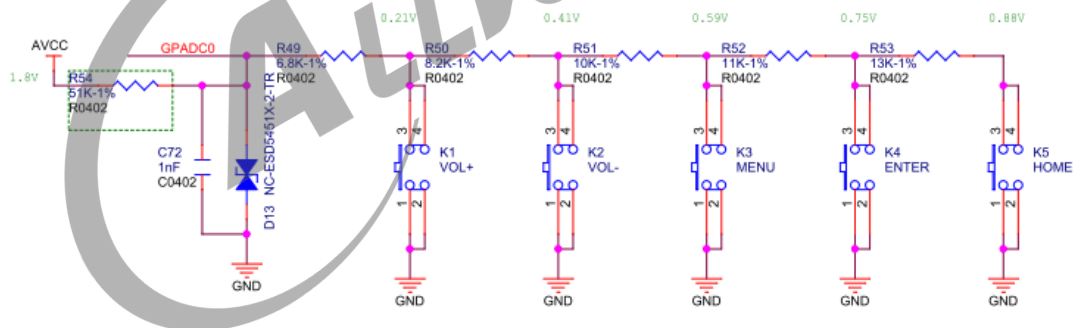 0.21V
0.41V
0.59V
0.75V
0.88V
AVCC
GPADC0
1.8V
R54
51K-1%
R0402
R49
6.8K-1%
R0402
R50
8.2K-1%
R0402
R51
10K-1%
R0402
R52
11K-1%
R0402
R53
13K-1%
R0402
C72
1nF
C0402
D13 NC-ESD5451X-2-TR
3
4
K1
VOL+
1
2
3
4
K2
VOL-
1
2
3
4
K3
MENU
1
2
3
4
K4
ENTER
1
2
K5
HOME
GND
GND
GND
GND
GND
GND